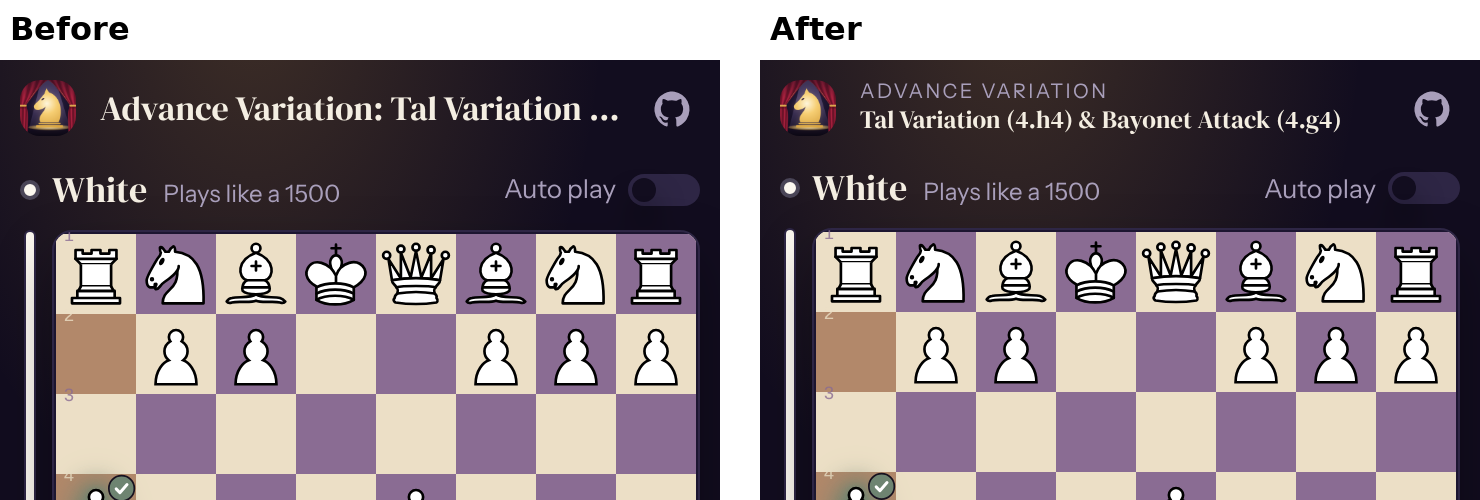 Before
Advance Variation: Tal Variation ...
White Plays like a 1500 Auto play
1
2
3
4
After
ADVANCE VARIATION
Tal Variation (4.h4) & Bayonet Attack (4.g4)
White Plays like a 1500 Auto play
1
2
3
4